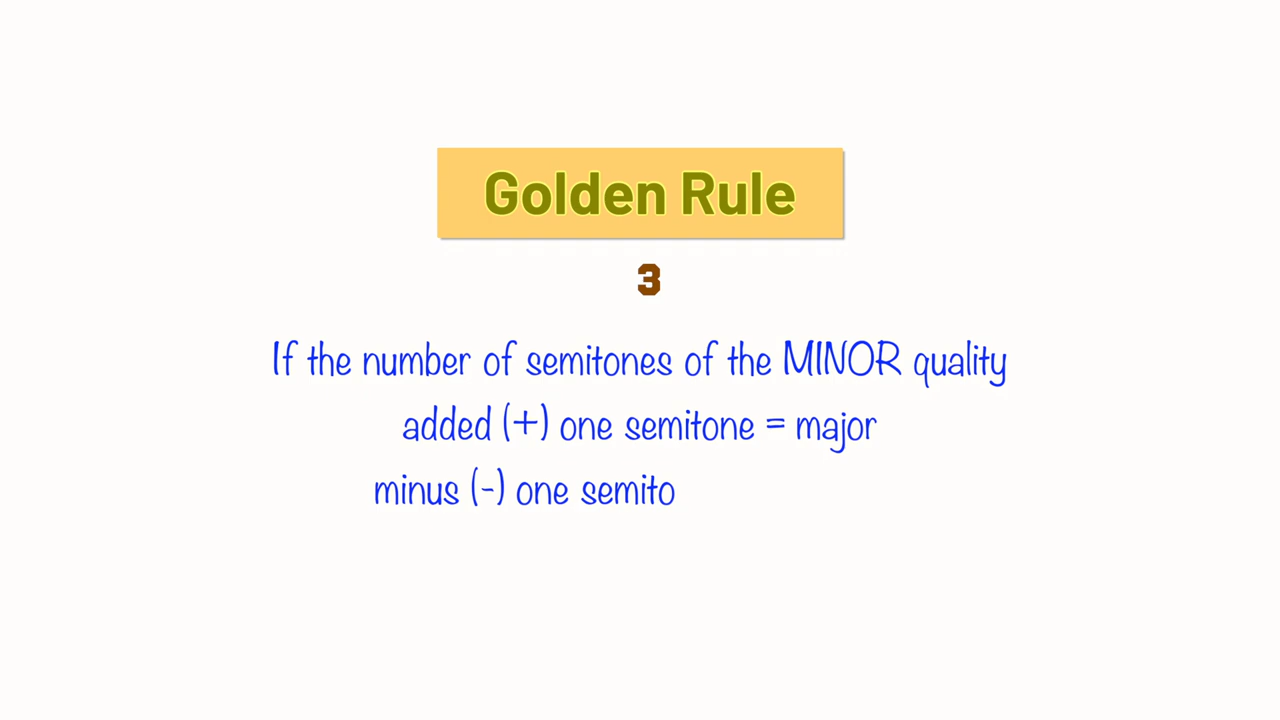 Golden Rule
3
If the number of semitones of the MINOR quality
added (+) one semitone = major
minus (-) one semito